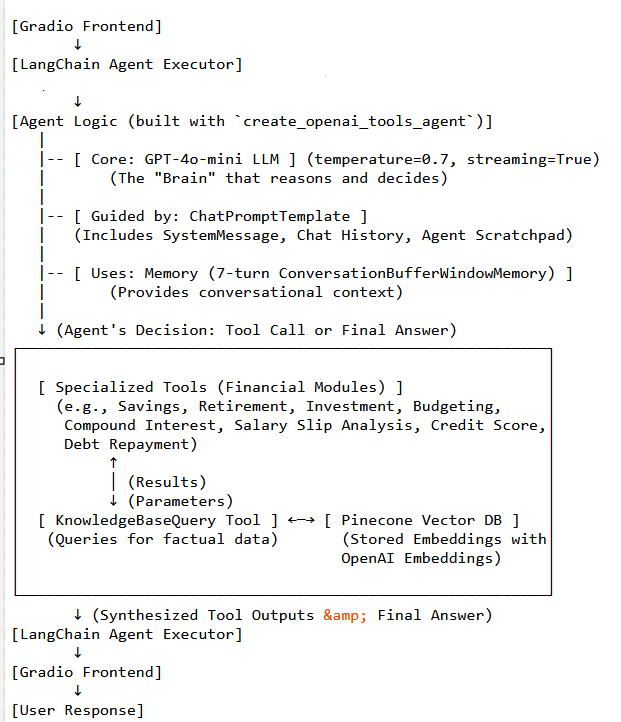 [Gradio Frontend]
↓
[LangChain Agent Executor]
↓
[Agent Logic (built with `create_openai_tools_agent`)]
|
|-- [ Core: GPT-4o-mini LLM ] (temperature=0.7, streaming=True)
| (The "Brain" that reasons and decides)
|
|-- [ Guided by: ChatPromptTemplate ]
| (Includes SystemMessage, Chat History, Agent Scratchpad)
|
|-- [ Uses: Memory (7-turn ConversationBufferWindowMemory) ]
| (Provides conversational context)
|
↓ (Agent's Decision: Tool Call or Final Answer)
[ Specialized Tools (Financial Modules) ]
(e.g., Savings, Retirement, Investment, Budgeting,
Compound Interest, Salary Slip Analysis, Credit Score,
Debt Repayment)
↑
| (Results)
↓ (Parameters)
[ KnowledgeBaseQuery Tool ] ←→ [ Pinecone Vector DB ]
(Queries for factual data) (Stored Embeddings with
OpenAI Embeddings)
↓ (Synthesized Tool Outputs &amp; Final Answer)
[LangChain Agent Executor]
↓
[Gradio Frontend]
↓
[User Response]